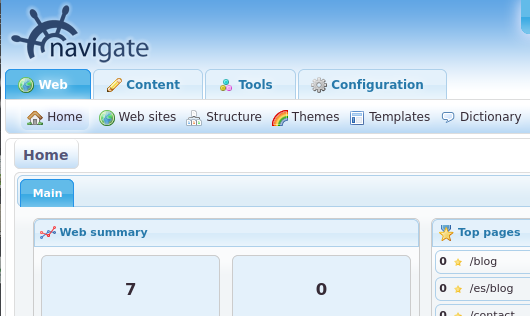 navigate
Web Content Tools Configuration
Home Web sites Structure Themes Templates Dictionary
Home
Main
Web summary Top pages
7 0 0 /blog
0 /es/blog
0 /contact